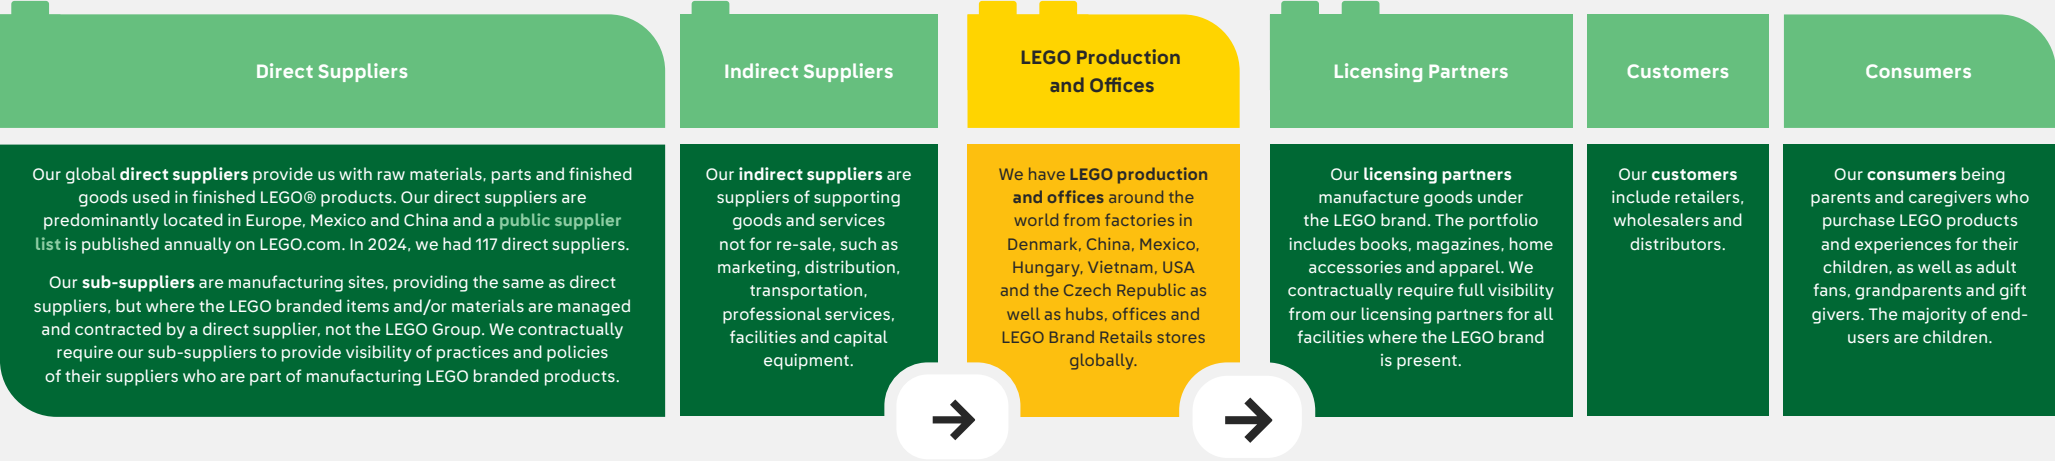 Direct Suppliers
Our global direct suppliers provide us with raw materials, parts and finished
goods used in finished LEGO® products. Our direct suppliers are
predominantly located in Europe, Mexico and China and a public supplier
list is published annually on LEGO.com. In 2024, we had 117 direct suppliers.
Our sub-suppliers are manufacturing sites, providing the same as direct
suppliers, but where the LEGO branded items and/or materials are managed
and contracted by a direct supplier, not the LEGO Group. We contractually
require our sub-suppliers to provide visibility of practices and policies
of their suppliers who are part of manufacturing LEGO branded products.
Indirect Suppliers
Our indirect suppliers are
suppliers of supporting
goods and services
not for re-sale, such as
marketing, distribution,
transportation,
professional services,
facilities and capital
equipment.
LEGO Production
and Offices
We have LEGO production
and offices around the
world from factories in
Denmark, China, Mexico,
Hungary, Vietnam, USA
and the Czech Republic as
well as hubs, offices and
LEGO Brand Retails stores
globally.
Licensing Partners
Our licensing partners
manufacture goods under
the LEGO brand. The portfolio
includes books, magazines, home
accessories and apparel. We
contractually require full visibility
from our licensing partners for all
facilities where the LEGO brand
is present.
Customers
Our customers
include retailers,
wholesalers and
distributors.
Consumers
Our consumers being
parents and caregivers who
purchase LEGO products
and experiences for their
children, as well as adult
fans, grandparents and gift
givers. The majority of end-
users are children.